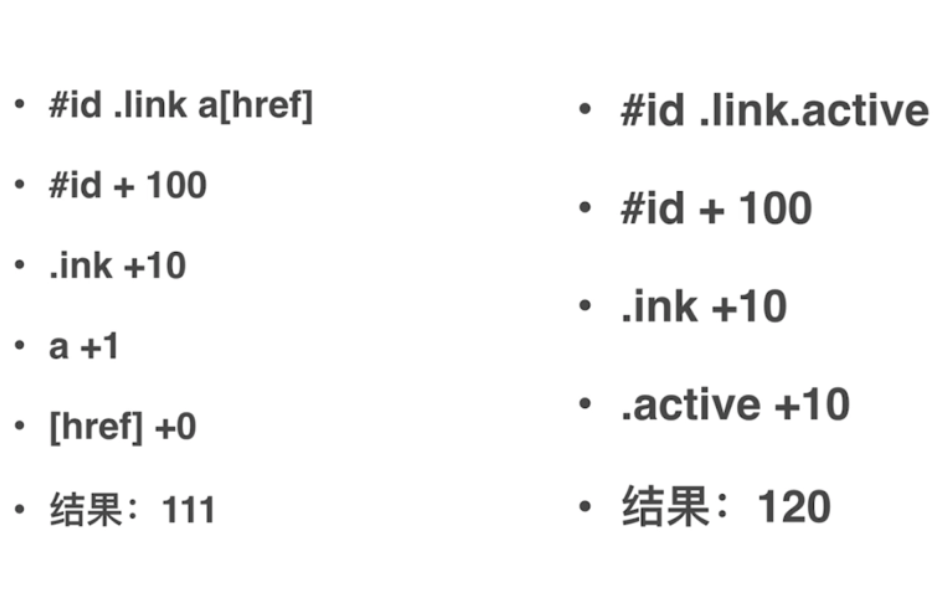 • #id .link a[href]
• #id + 100
• .ink +10
• a +1
• [href] +0
• 结果：111
• #id .link.active
• #id + 100
• .ink +10
• .active +10
• 结果：120